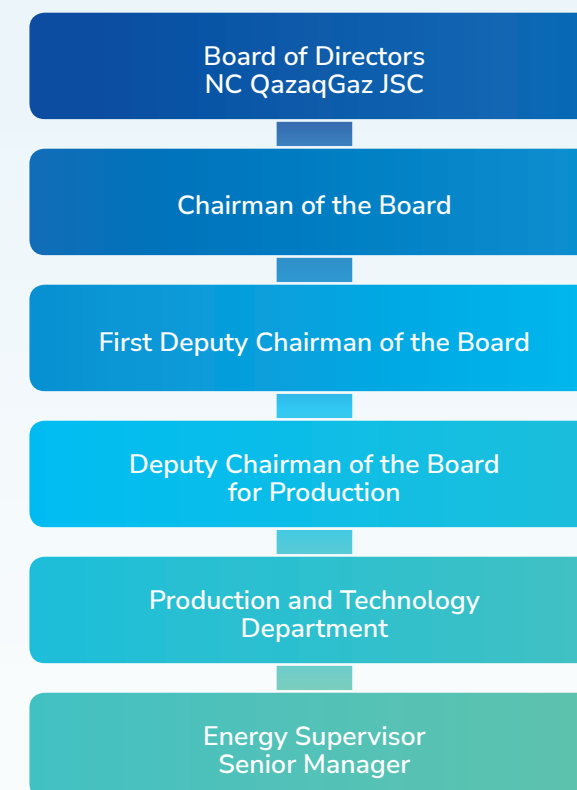 Board of Directors
NC QazaqGaz JSC
Chairman of the Board
First Deputy Chairman of the Board
Deputy Chairman of the Board
for Production
Production and Technology
Department
Energy Supervisor
Senior Manager